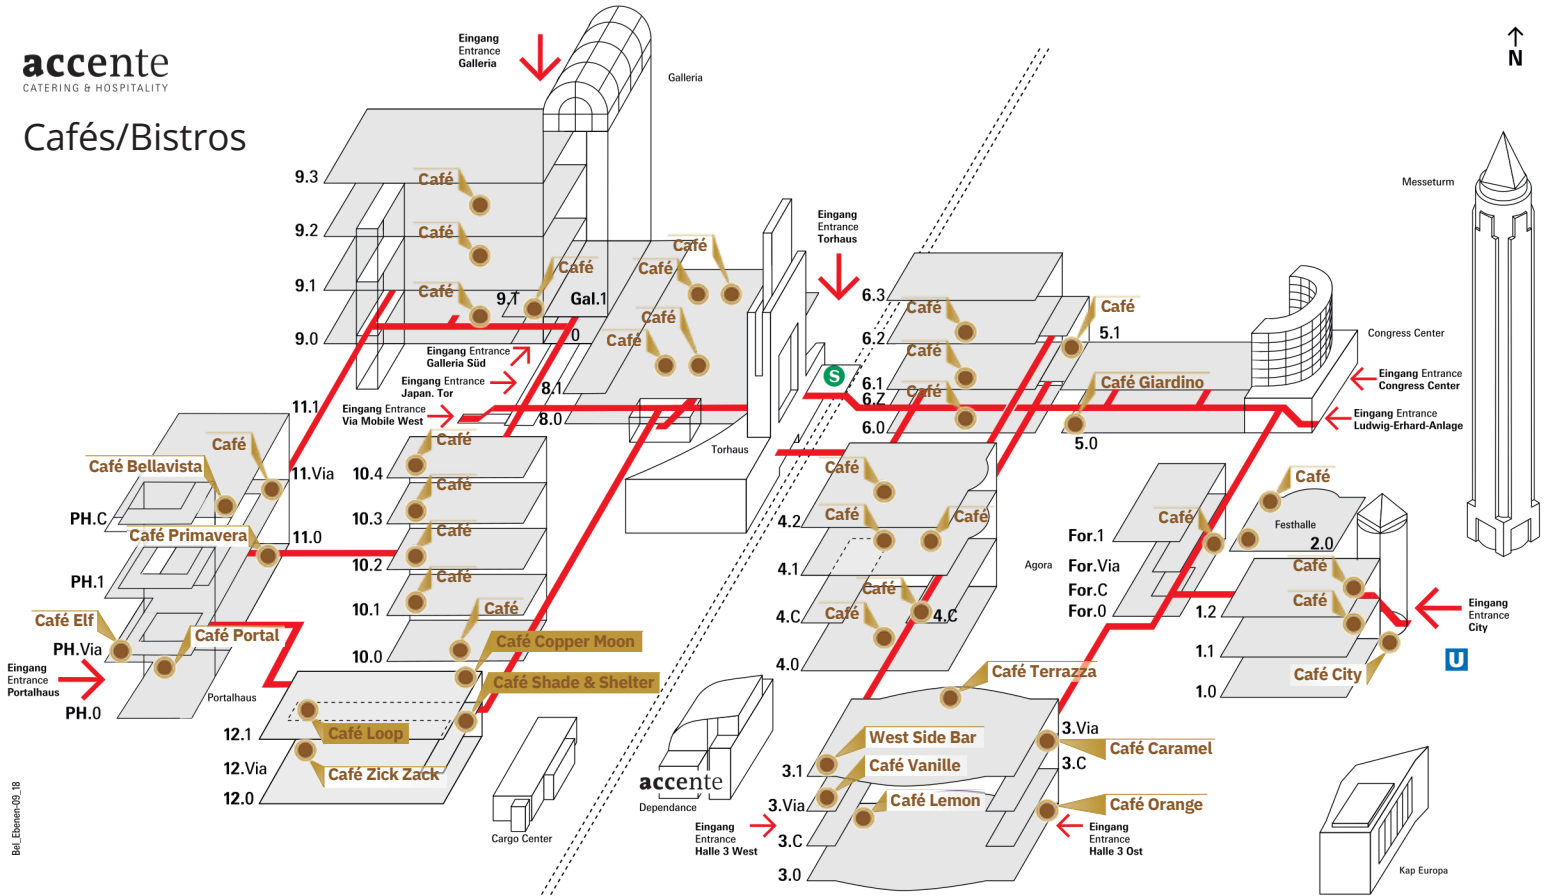 accente
CATERING & HOSPITALITY
Cafés/Bistros
Eingang
Entrance
Galleria
Galleria
N
Messeturm
9.3
Café
9.2
Café
9.1
Café
9.0
9.T
Café
Gal.1
0
Café
Café
Café
Café
Eingang Entrance
Galleria Süd
Eingang Entrance
Japan. Tor
Eingang Entrance
Via Mobile West
8.1
8.0
Torhaus
Eingang
Entrance
Torhaus
S
6.3
Café
6.2
Café
6.1
Café
6.Z
6.0
Café
5.1
Café Giardino
5.0
Congress Center
Eingang Entrance
Congress Center
Eingang Entrance
Ludwig-Erhard-Anlage
11.1
Café
Café Bellavista
11.Via
PH.C
Café Primavera
11.0
PH.1
Café Elf
PH.Via
Café Portal
Eingang
Entrance
Portalhaus
PH.0
Portalhaus
Café
10.4
Café
10.3
Café
10.2
Café
10.1
Café
10.0
Café Copper Moon
Café Shade & Shelter
Café Loop
12.1
Café Zick Zack
12.Via
12.0
Cargo Center
Café
4.2
Café
Café
4.1
Café
4.C
4.C
Café
4.0
Agora
For.1
Café
For.Via
For.C
For.0
Café
Festhalle
2.0
Café
1.2
Café
1.1
Café City
1.0
Eingang
Entrance
City
U
accente
Dependance
Café Terrazza
West Side Bar
3.1
Café Vanille
3.Via
Café Lemon
3.C
3.0
3.Via
3.C
Café Caramel
Café Orange
Eingang
Entrance
Halle 3 West
Eingang
Entrance
Halle 3 Ost
Kap Europa
Bel_Ebenen-09_18